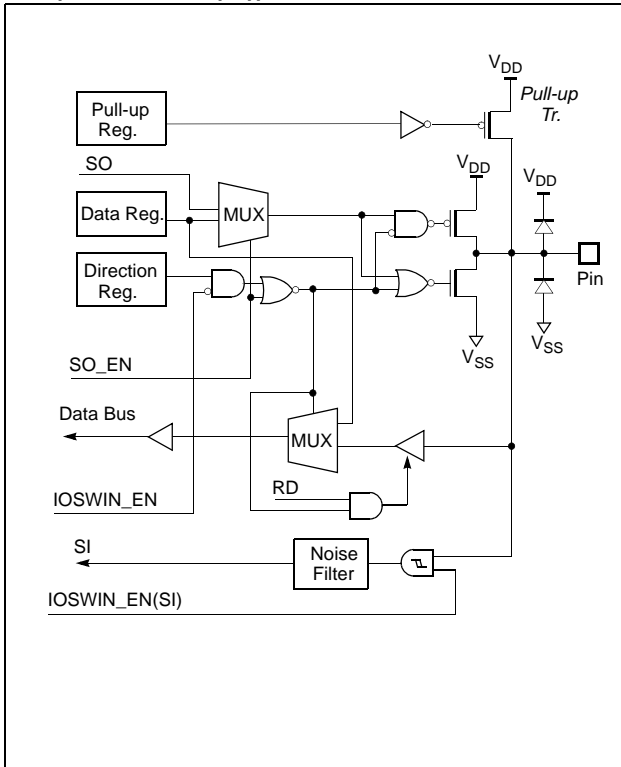 VDD
Pull-up
Tr.
Pull-up
Reg.
SO
VDD
VDD
Data Reg.
MUX
Direction
Reg.
Pin
SO_EN
VSS
VSS
Data Bus
MUX
IOSWIN_EN
RD
SI
Noise
Filter
IOSWIN_EN(SI)